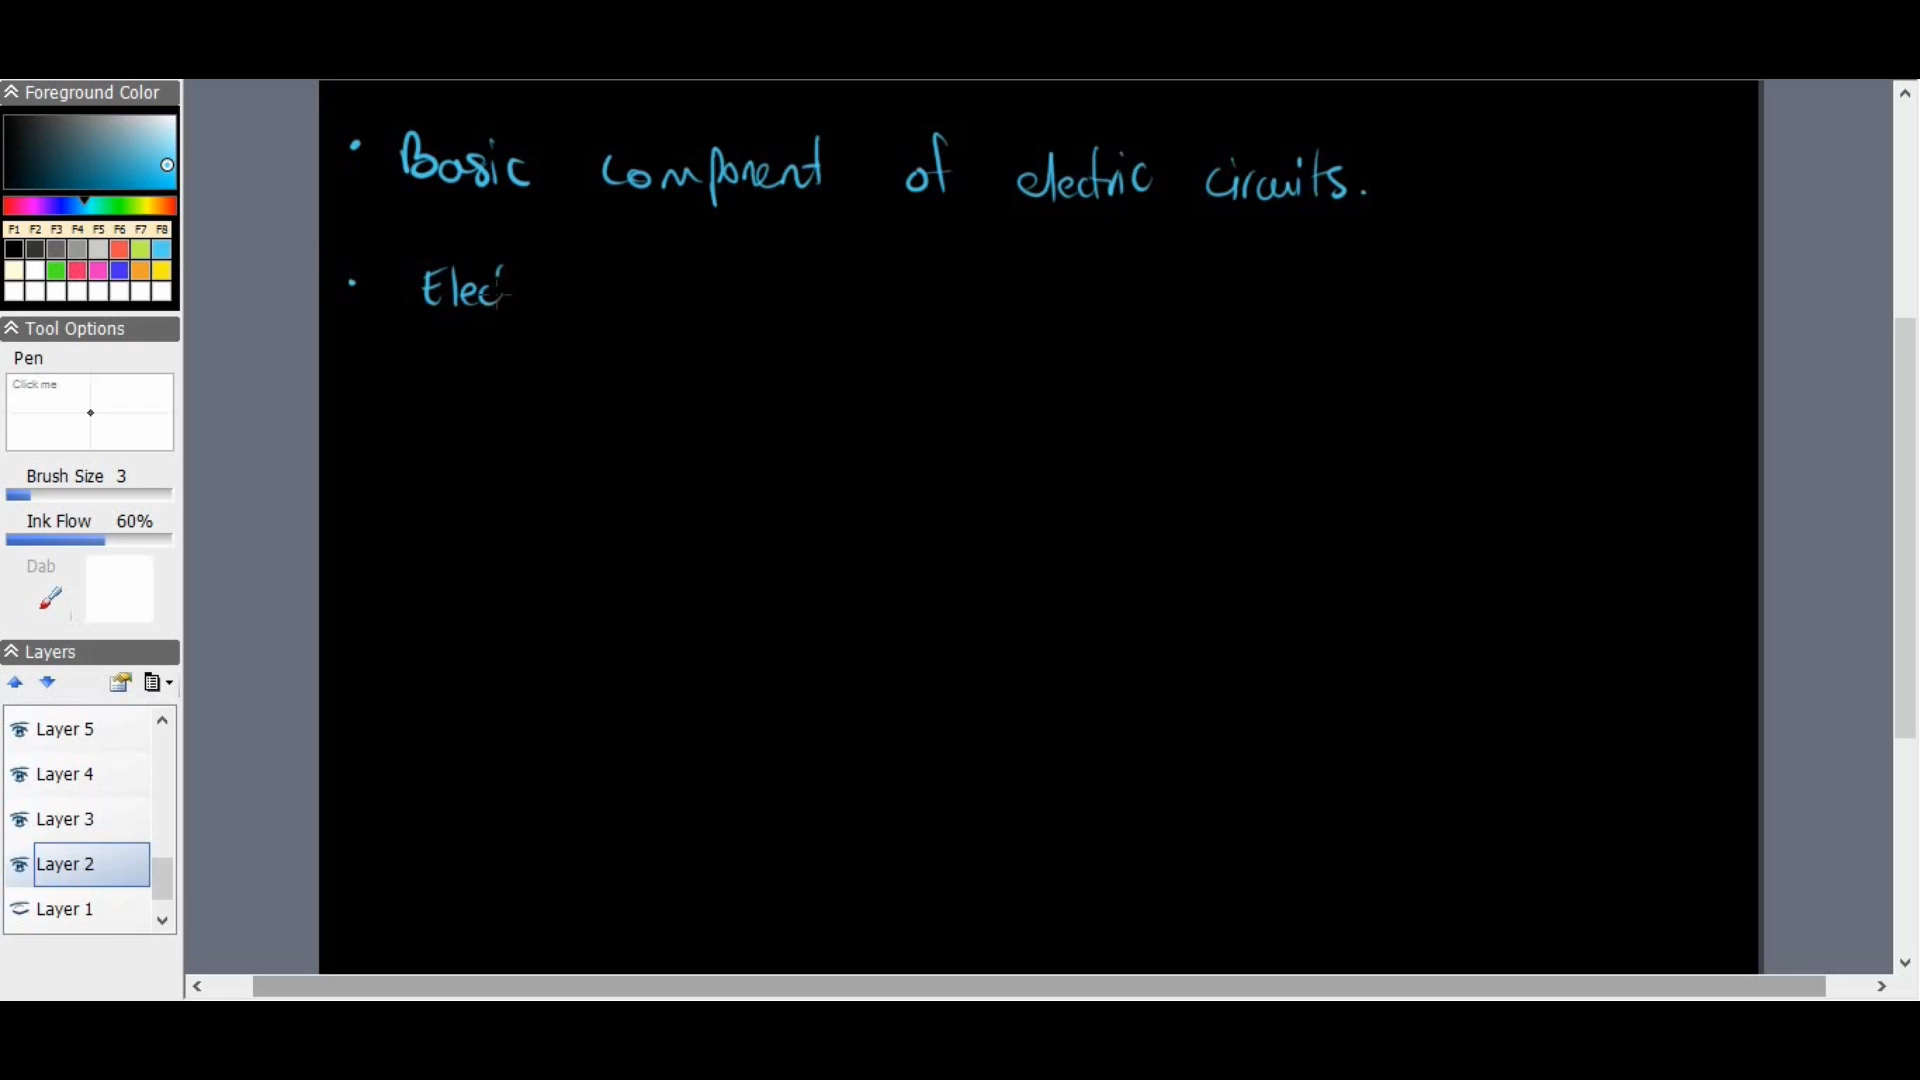 Foreground Color
F1 F2 F3 F4 F5 F6 F7 F8
Tool Options
Pen
Click me
Brush Size 3
Ink Flow 60%
Dab
Layers
Layer 5
Layer 4
Layer 3
Layer 2
Layer 1
• Basic component of electric circuits.
• Elec